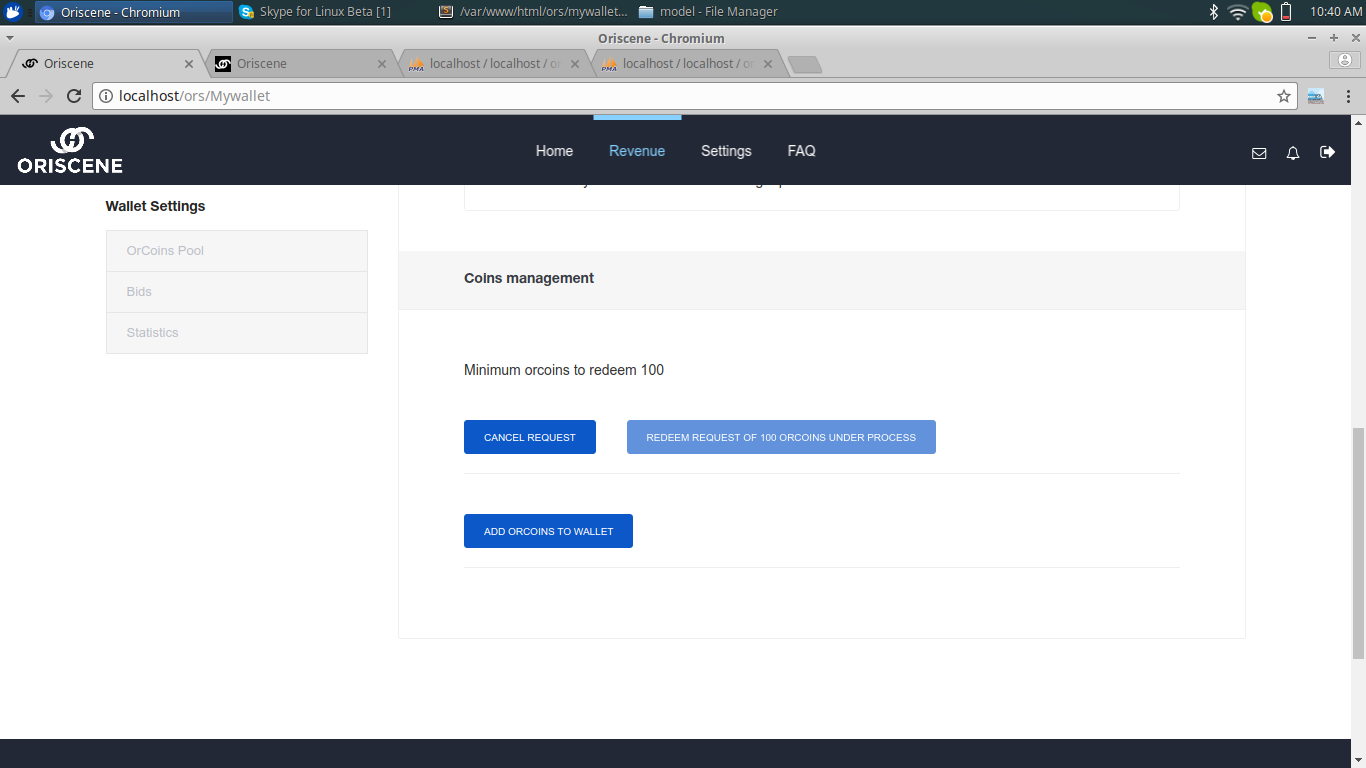 Oriscene - Chromium
Skype for Linux Beta [1]
/var/www/html/ors/mywallet...
model - File Manager
10:40 AM
Oriscene - Chromium
Oriscene
Oriscene
PMA localhost / localhost / o
PMA localhost / localhost / or
localhost/ors/Mywallet
ORISCENE
Home
Revenue
Settings
FAQ
Wallet Settings
OrCoins Pool
Bids
Statistics
Coins management
Minimum orcoins to redeem 100
CANCEL REQUEST
REDEEM REQUEST OF 100 ORCOINS UNDER PROCESS
ADD ORCOINS TO WALLET